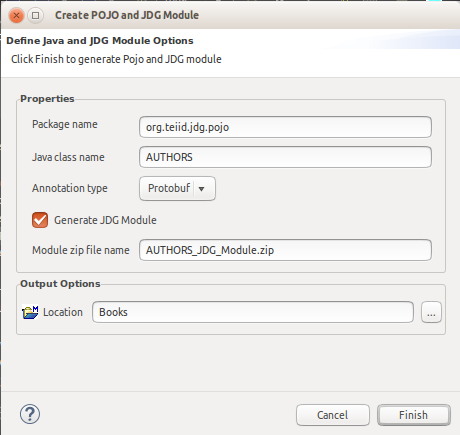 Create POJO and JDG Module
Define Java and JDG Module Options
Click Finish to generate Pojo and JDG module
Properties
Package name org.teiid.jdg.pojo
Java class name AUTHORS
Annotation type Protobuf
Generate JDG Module
Module zip file name AUTHORS_JDG_Module.zip
Output Options
M Location Books ...
? Cancel Finish